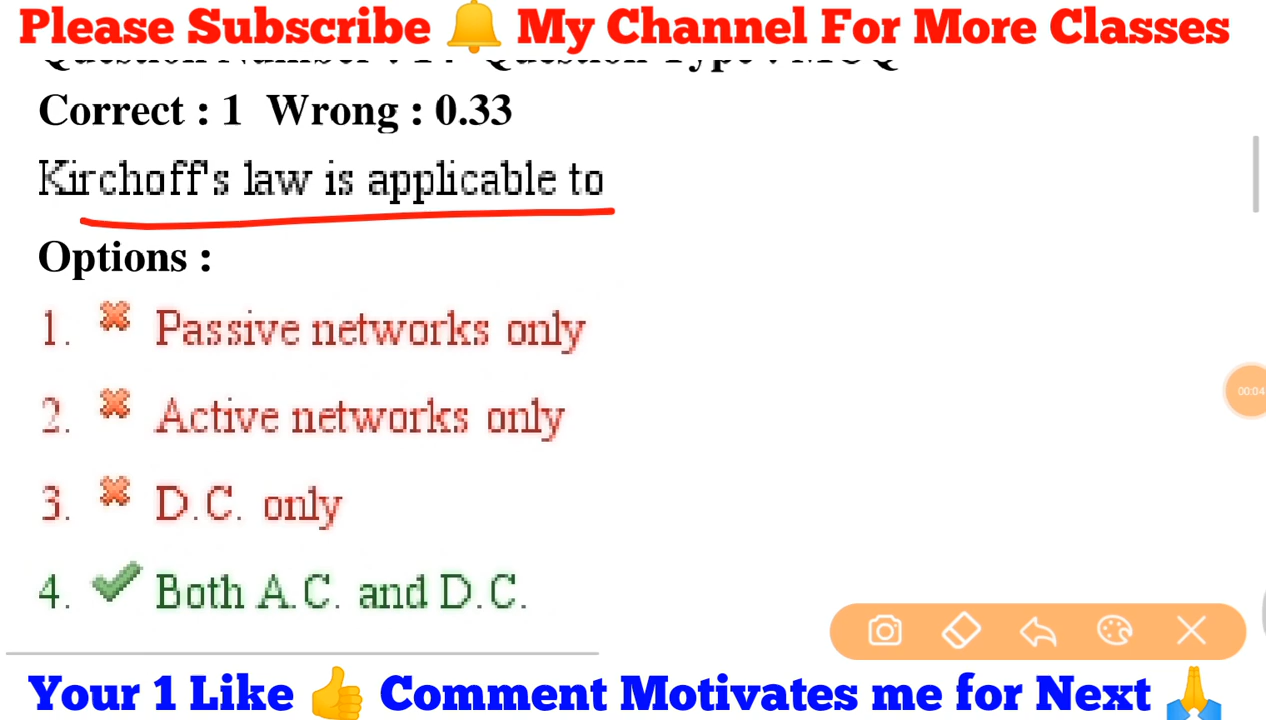 Please Subscribe 🔔 My Channel For More Classes
Correct : 1 Wrong : 0.33
Kirchoff's law is applicable to
Options :
1. ✖ Passive networks only
2. ✖ Active networks only
3. ✖ D.C. only
4. ✔ Both A.C. and D.C.
00:04
Your 1 Like 👍 Comment Motivates me for Next 🙏